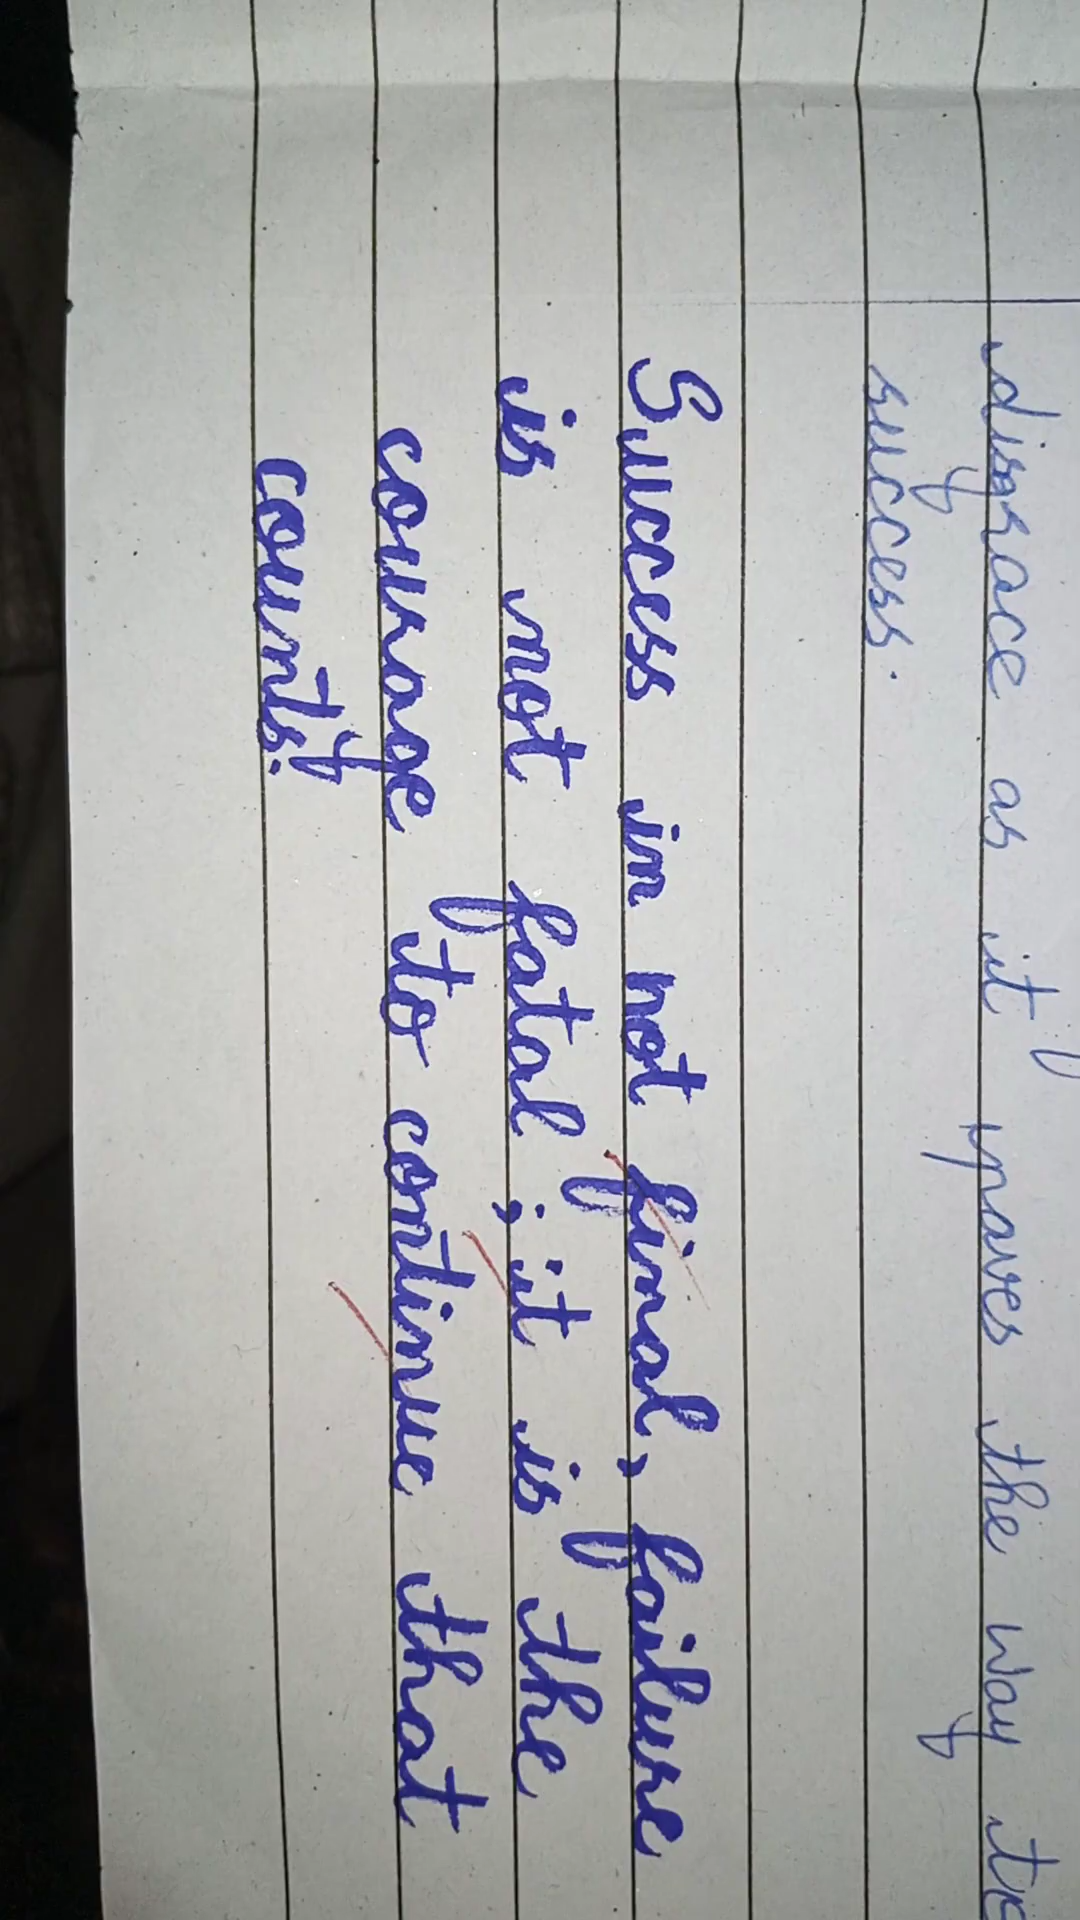 disgrace as it paves the way to
success.
Success in not final, failure
is not fatal ; it is the
courage to continue that
counts.